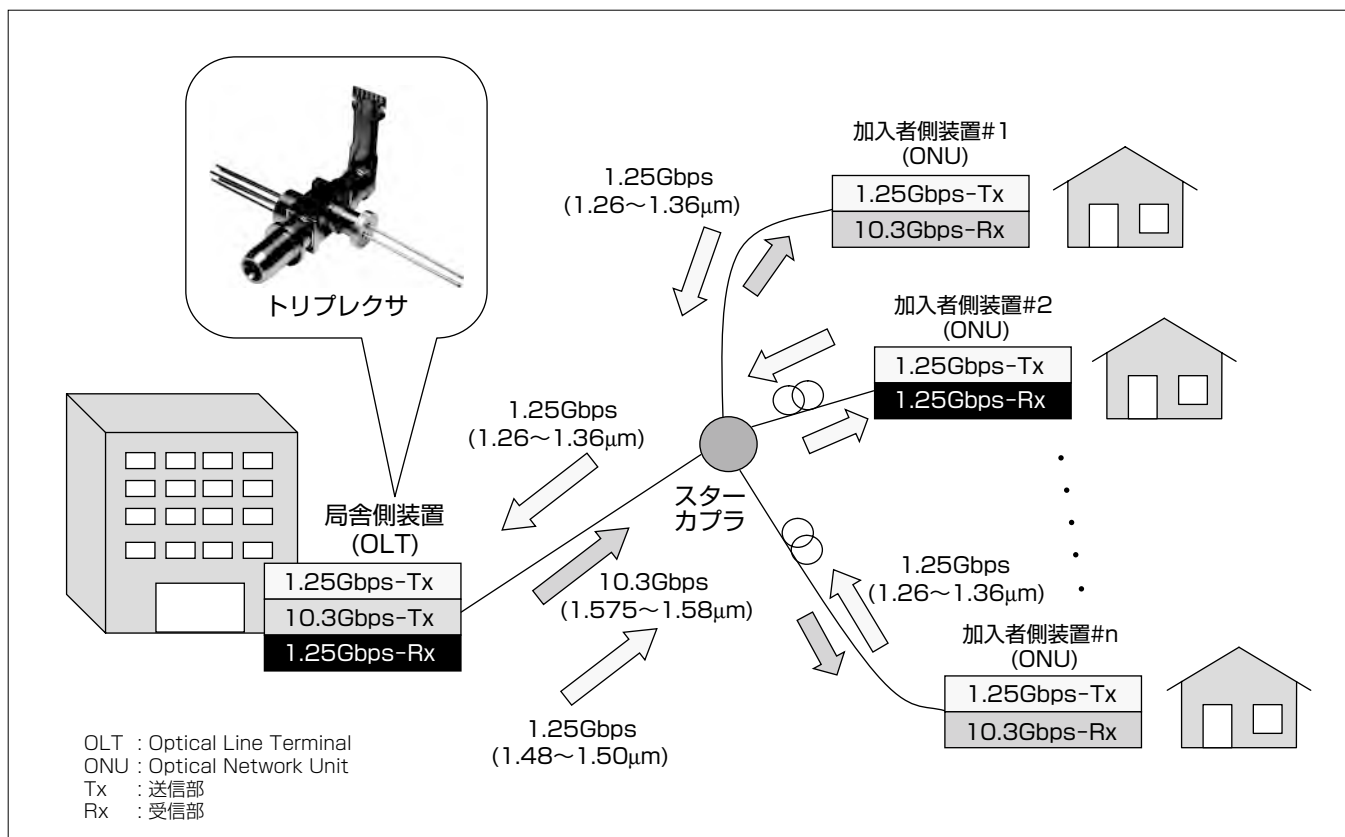 トリプレクサ
1.25Gbps
(1.26～1.36μm)
加入者側装置#1
(ONU)
1.25Gbps-Tx
10.3Gbps-Rx
加入者側装置#2
(ONU)
1.25Gbps-Tx
1.25Gbps-Rx
1.25Gbps
(1.26～1.36μm)
スター
カプラ
局舎側装置
(OLT)
1.25Gbps-Tx
10.3Gbps-Tx
1.25Gbps-Rx
10.3Gbps
(1.575～1.58μm)
1.25Gbps
(1.48～1.50μm)
1.25Gbps
(1.26～1.36μm)
加入者側装置#n
(ONU)
1.25Gbps-Tx
10.3Gbps-Rx
OLT : Optical Line Terminal
ONU : Optical Network Unit
Tx : 送信部
Rx : 受信部